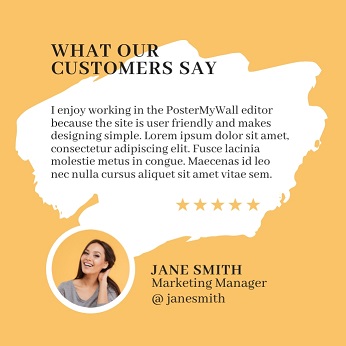 WHAT OUR
CUSTOMERS SAY
I enjoy working in the PosterMyWall editor
because the site is user friendly and makes
designing simple. Lorem ipsum dolor sit amet,
consectetur adipiscing elit. Fusce lacinia
molestie metus in congue. Maecenas id leo
nec nulla cursus aliquet sit amet vitae sem.
JANE SMITH
Marketing Manager
@ janesmith